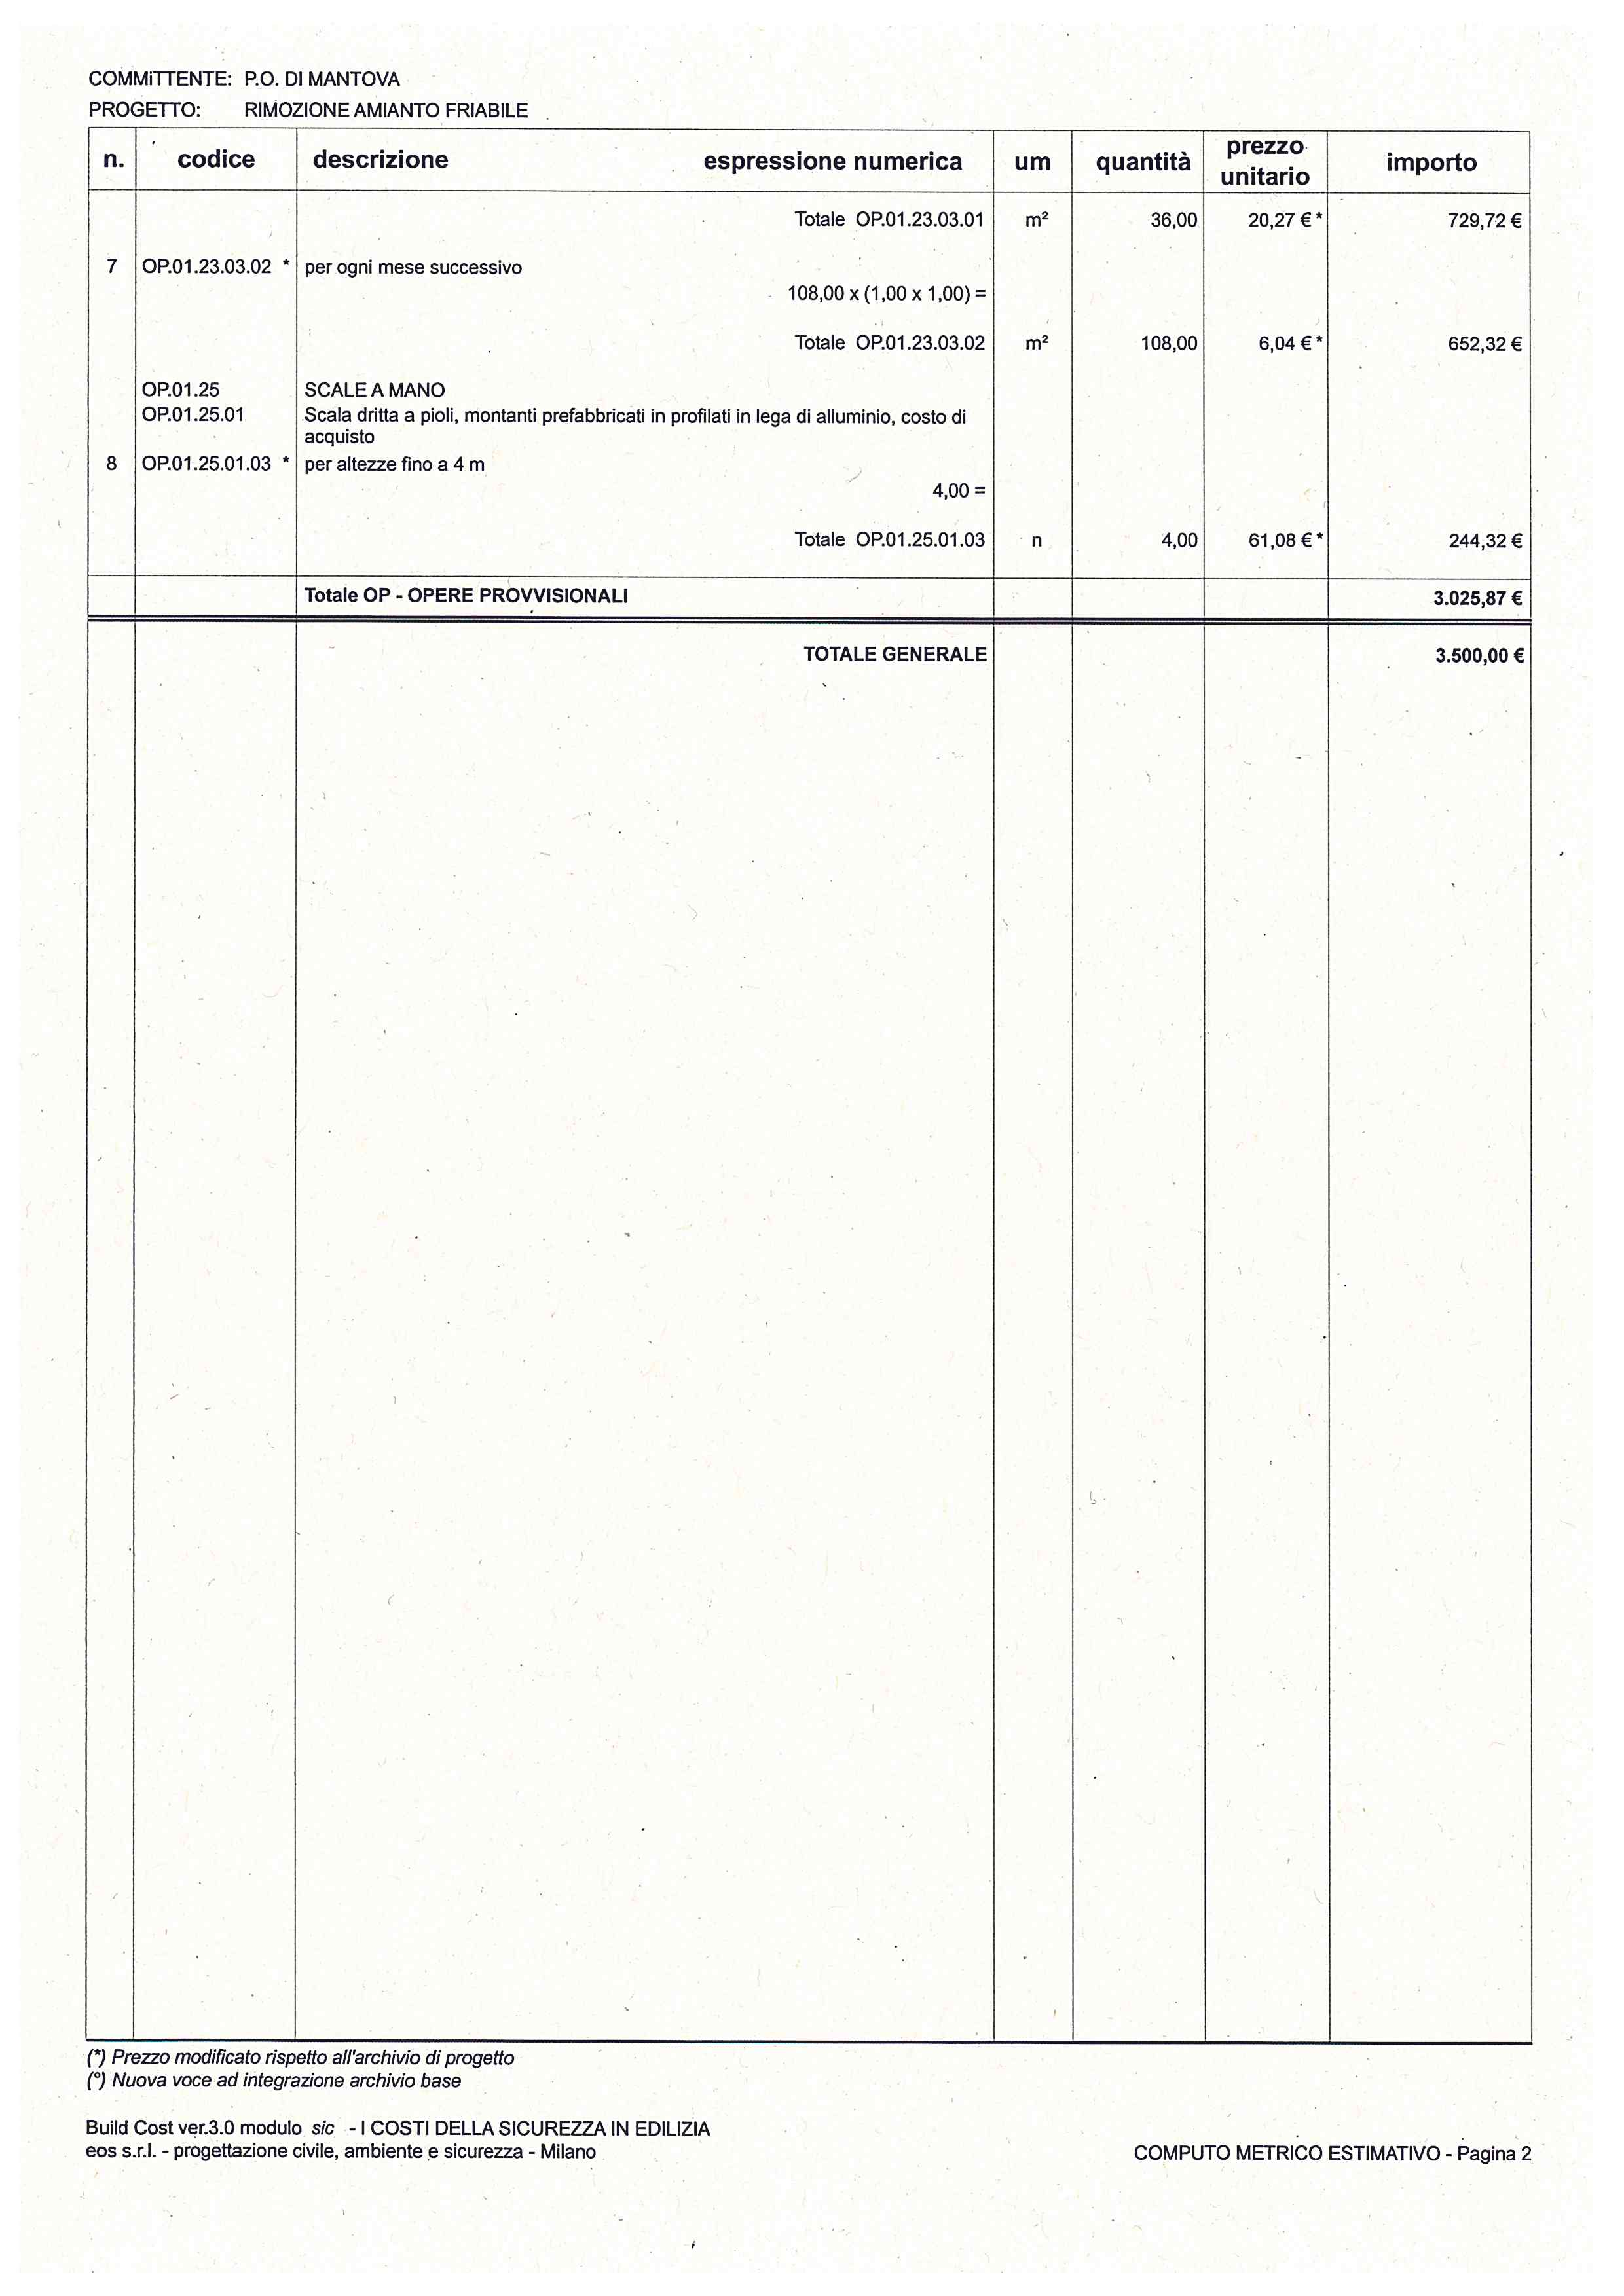 COMMITTENTE: P.O. DI MANTOVA
PROGETTO: RIMOZIONE AMIANTO FRIABILE
n. codice descrizione espressione numerica um quantità prezzo unitario importo
Totale OP.01.23.03.01 m² 36,00 20,27 € * 729,72 €
7 OP.01.23.03.02 * per ogni mese successivo
108,00 x (1,00 x 1,00) =
Totale OP.01.23.03.02 m² 108,00 6,04 € * 652,32 €
OP.01.25 SCALE A MANO
OP.01.25.01 Scala dritta a pioli, montanti prefabbricati in profilati in lega di alluminio, costo di
acquisto
8 OP.01.25.01.03 * per altezze fino a 4 m
4,00 =
Totale OP.01.25.01.03 n 4,00 61,08 € * 244,32 €
Totale OP - OPERE PROVVISIONALI 3.025,87 €
TOTALE GENERALE 3.500,00 €
(*) Prezzo modificato rispetto all'archivio di progetto
(°) Nuova voce ad integrazione archivio base
Build Cost ver.3.0 modulo sic - I COSTI DELLA SICUREZZA IN EDILIZIA
eos s.r.l. - progettazione civile, ambiente e sicurezza - Milano COMPUTO METRICO ESTIMATIVO - Pagina 2